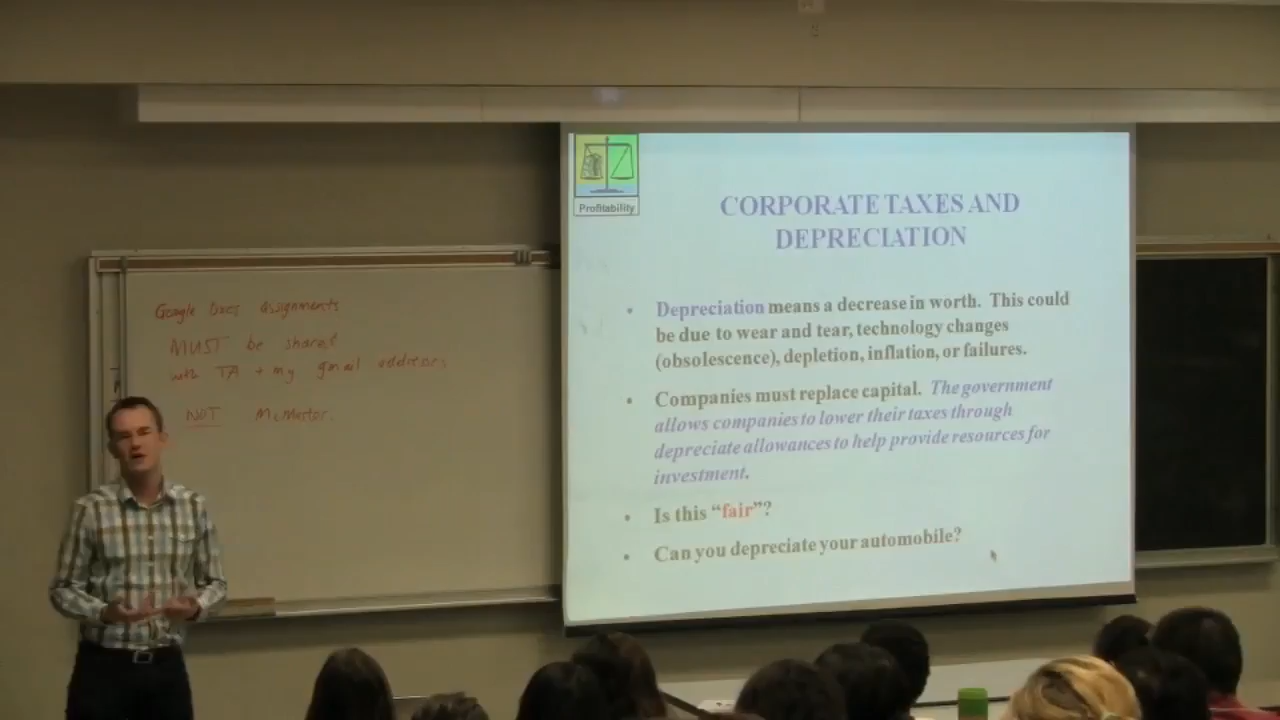 Google Docs assignments
MUST be shared
with TA + my gmail address,
NOT McMaster.
Profitability
CORPORATE TAXES AND
DEPRECIATION
• Depreciation means a decrease in worth. This could
be due to wear and tear, technology changes
(obsolescence), depletion, inflation, or failures.
• Companies must replace capital. The government
allows companies to lower their taxes through
depreciate allowances to help provide resources for
investment.
• Is this “fair”?
• Can you depreciate your automobile?